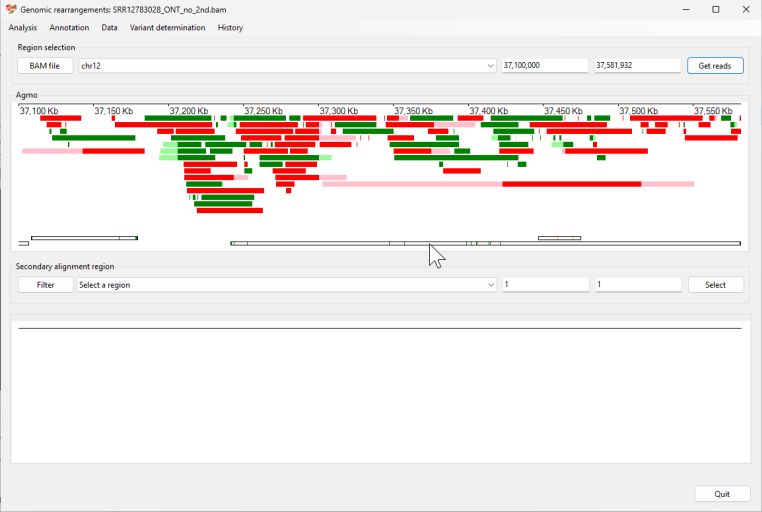 Genomic rearrangements: SRR12783028_ONT_no_2nd.bam
Analysis Annotation Data Variant determination History
Region selection
BAM file chr12 37,100,000 37,581,932 Get reads
Agmo
37,100 Kb 37,150 Kb 37,200 Kb 37,250 Kb 37,300 Kb 37,350 Kb 37,400 Kb 37,450 Kb 37,500 Kb 37,550 Kb
Secondary alignment region
Filter Select a region 1 1 Select
Quit